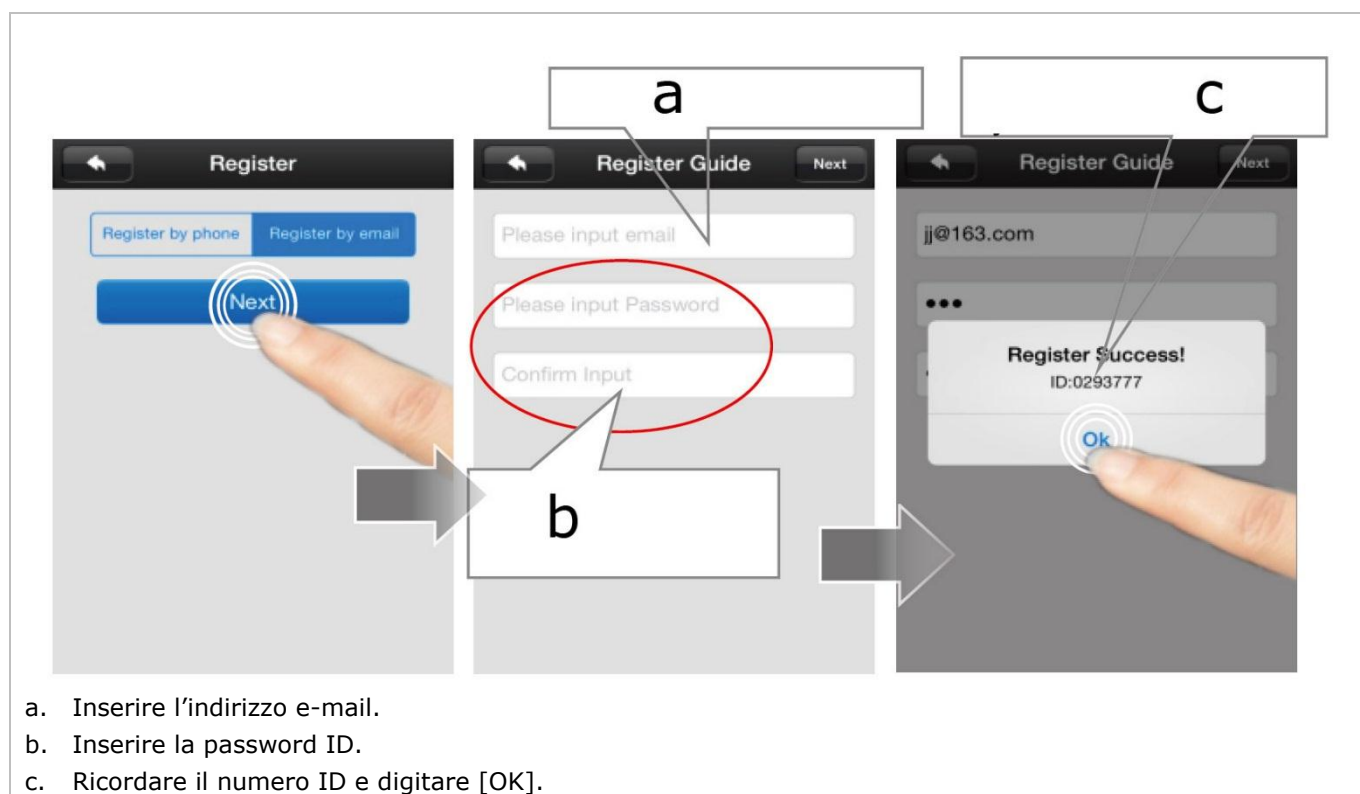 a
c
Register
Register Guide
Next
Register Guide
Next
Register by phone
Register by email
Please input email
jj@163.com
Next
Please input Password
•••
Confirm Input
Register Success!
ID:0293777
Ok
b
a. Inserire l’indirizzo e-mail.
b. Inserire la password ID.
c. Ricordare il numero ID e digitare [OK].